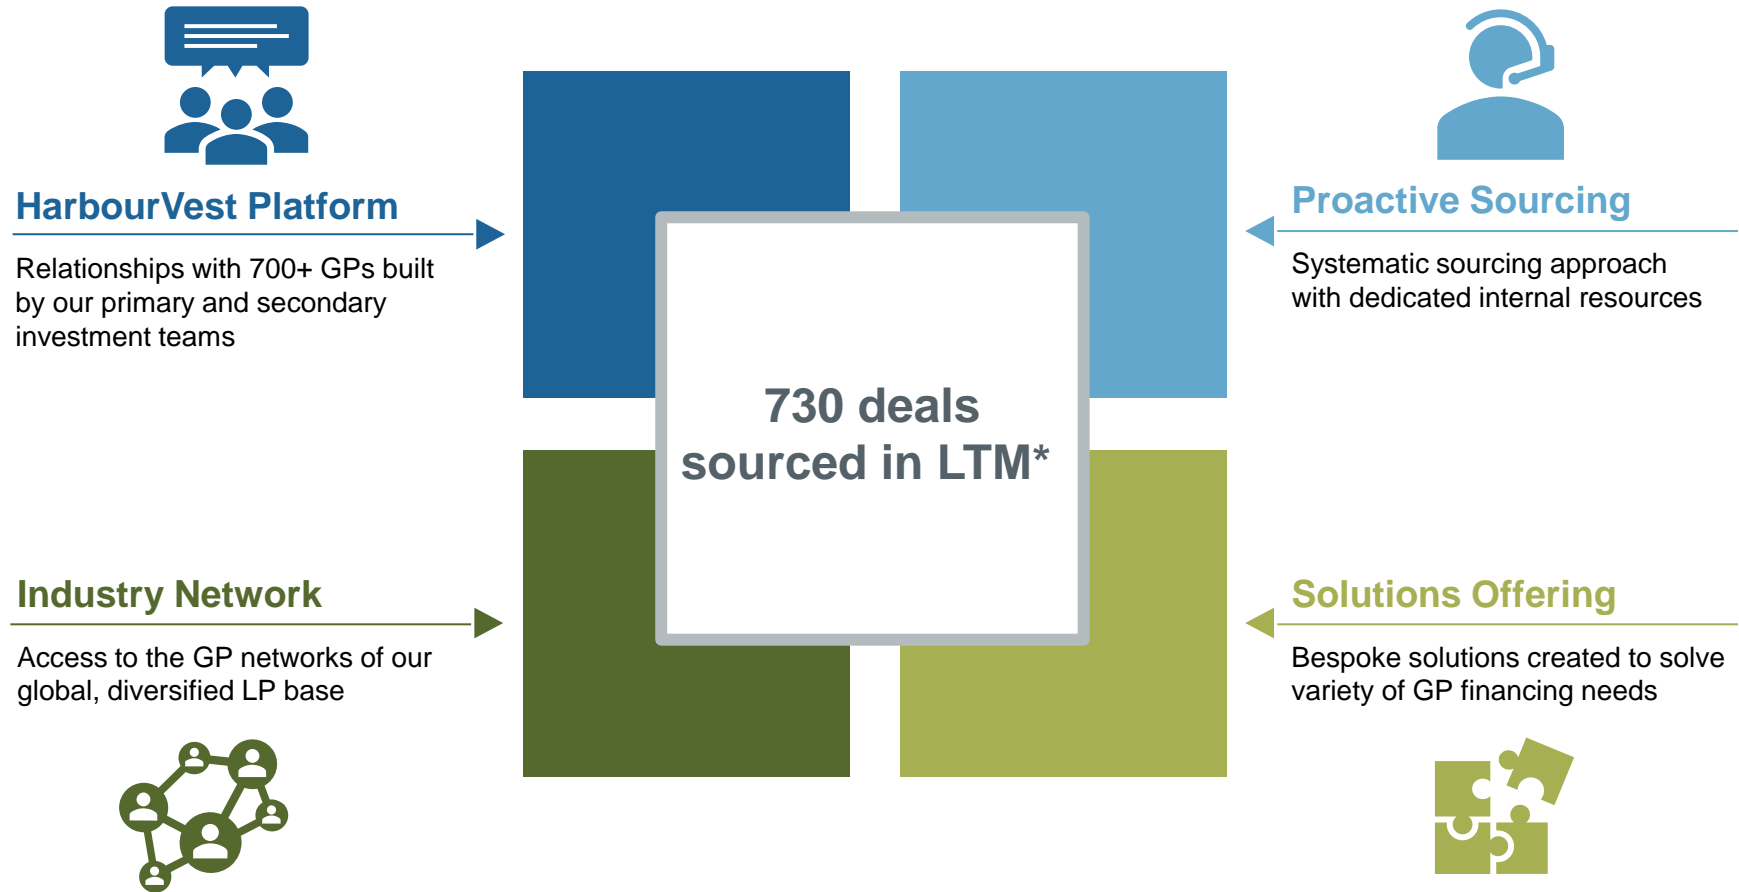 HarbourVest Platform
Relationships with 700+ GPs built
by our primary and secondary
investment teams
Proactive Sourcing
Systematic sourcing approach
with dedicated internal resources
730 deals
sourced in LTM*
Industry Network
Access to the GP networks of our
global, diversified LP base
Solutions Offering
Bespoke solutions created to solve
variety of GP financing needs